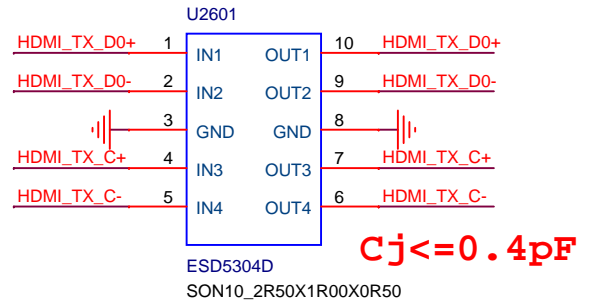 U2601
HDMI_TX_D0+ 1 IN1 OUT1 10 HDMI_TX_D0+
HDMI_TX_D0- 2 IN2 OUT2 9 HDMI_TX_D0-
3 GND GND 8
HDMI_TX_C+ 4 IN3 OUT3 7 HDMI_TX_C+
HDMI_TX_C- 5 IN4 OUT4 6 HDMI_TX_C-
Cj<=0.4pF
ESD5304D
SON10_2R50X1R00X0R50